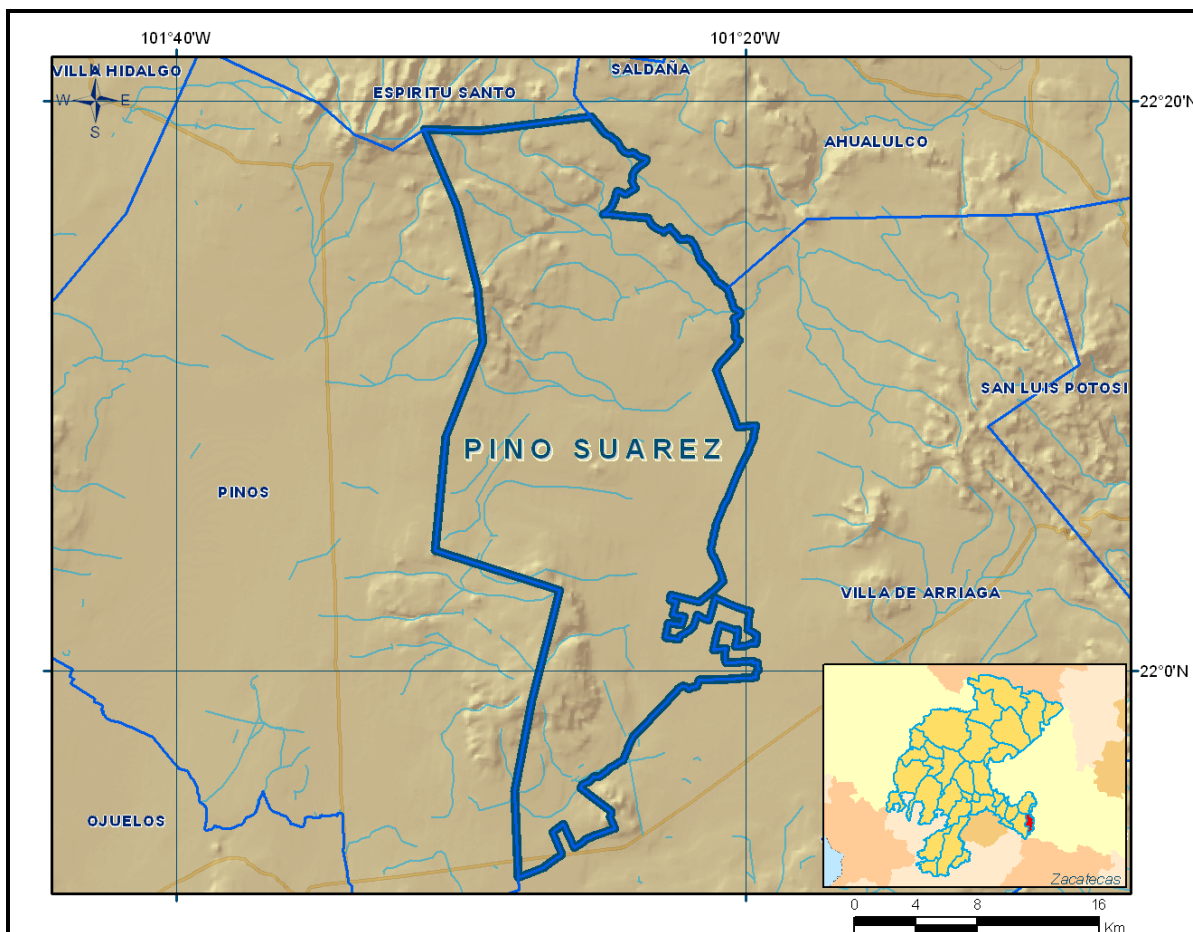 101°40'W 101°20'W
VILLA HIDALGO
SALDAÑA
N
W E
S
ESPIRITU SANTO
22°20'N
AHUALULCO
SAN LUIS POTOSI
PINO SUAREZ
PINOS
VILLA DE ARRIAGA
22°0'N
OJUELOS
Zacatecas
0 4 8 16
Km